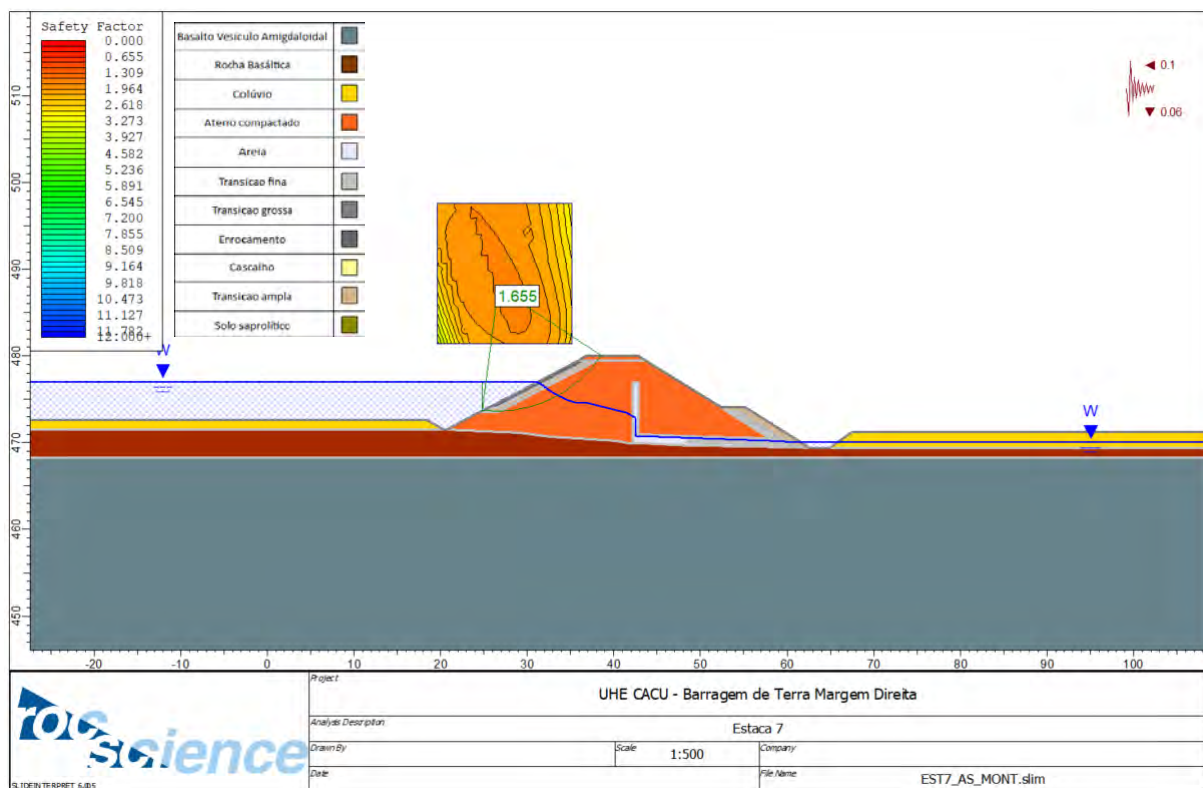 Safety Factor
0.000
0.655
1.309
1.964
2.618
3.273
3.927
4.582
5.236
5.891
6.545
7.200
7.855
8.509
9.164
9.818
10.473
11.127
11.782
12.000+
Basalto Vesiculo Amigdaloidal
Rocha Basáltica
Colúvio
Aterro compactado
Areia
Transicao fina
Transicao grossa
Enrocamento
Cascalho
Transicao ampla
Solo saprolítico
0.1
0.06
510
500
490
480
470
460
450
1.655
W
W
-20 -10 0 10 20 30 40 50 60 70 80 90 100
rocscience
SLIDEINTERPRET 6.005
Project
UHE CACU - Barragem de Terra Margem Direita
Analysis Description
Estaca 7
Drawn By
Scale
1:500
Company
Date
File Name
EST7_AS_MONT.slim